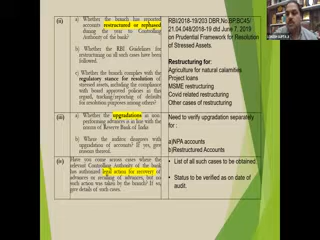 (ii)
a) Whether the branch has reported accounts restructured or rephased during the year to Controlling Authority of the bank?
b) Whether the RBI Guidelines for restructuring on all such cases have been followed.
c) Whether the branch complies with the regulatory stance for resolution of stressed assets, including the compliance with board approved policies in this regard, tracking/reporting of defaults for resolution purposes among others?
RBI/2018-19/203.DBR.No.BP.BC45/
21.04.048/2018-19 dtd June 7, 2019
on Prudential Framework for Resolution
of Stressed Assets.
Restructuring for:
Agriculture for natural calamities.
Project loans
MSME restructuring
Covid related restructuring
Other cases of restructuring
(iii)
a) Whether the upgradations in non-performing advances is in line with the norms of Reserve Bank of India
b) Where the auditor disagrees with upgradation of accounts? If yes, give reasons thereof.
Need to verify upgradation separately
for :
a)NPA accounts
b)Restructured Accounts
Have you come across cases where the relevant Controlling Authority of the bank has authorized legal action for recovery of advances or recalling of advances, but no such action was taken by the branch? If so, give details of such cases.
• List of all such cases to be obtained
• Status to be verified as on date of
audit.